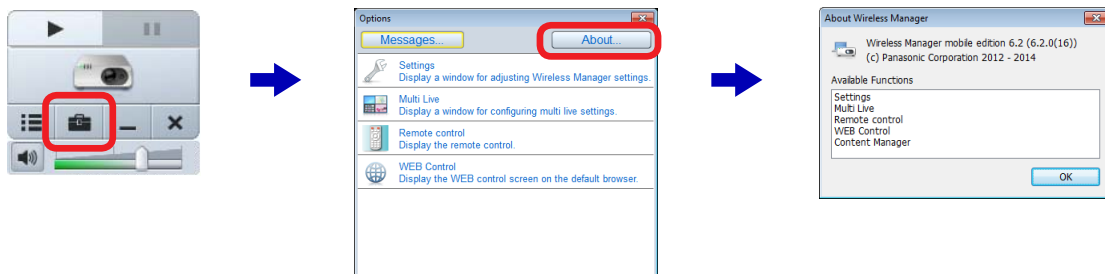 Options
Messages...
About...
Settings
Display a window for adjusting Wireless Manager settings.
Multi Live
Display a window for configuring multi live settings.
Remote control
Display the remote control.
WEB Control
Display the WEB control screen on the default browser.
About Wireless Manager
Wireless Manager mobile edition 6.2 (6.2.0(16))
(c) Panasonic Corporation 2012 - 2014
Available Functions
Settings
Multi Live
Remote control
WEB Control
Content Manager
OK